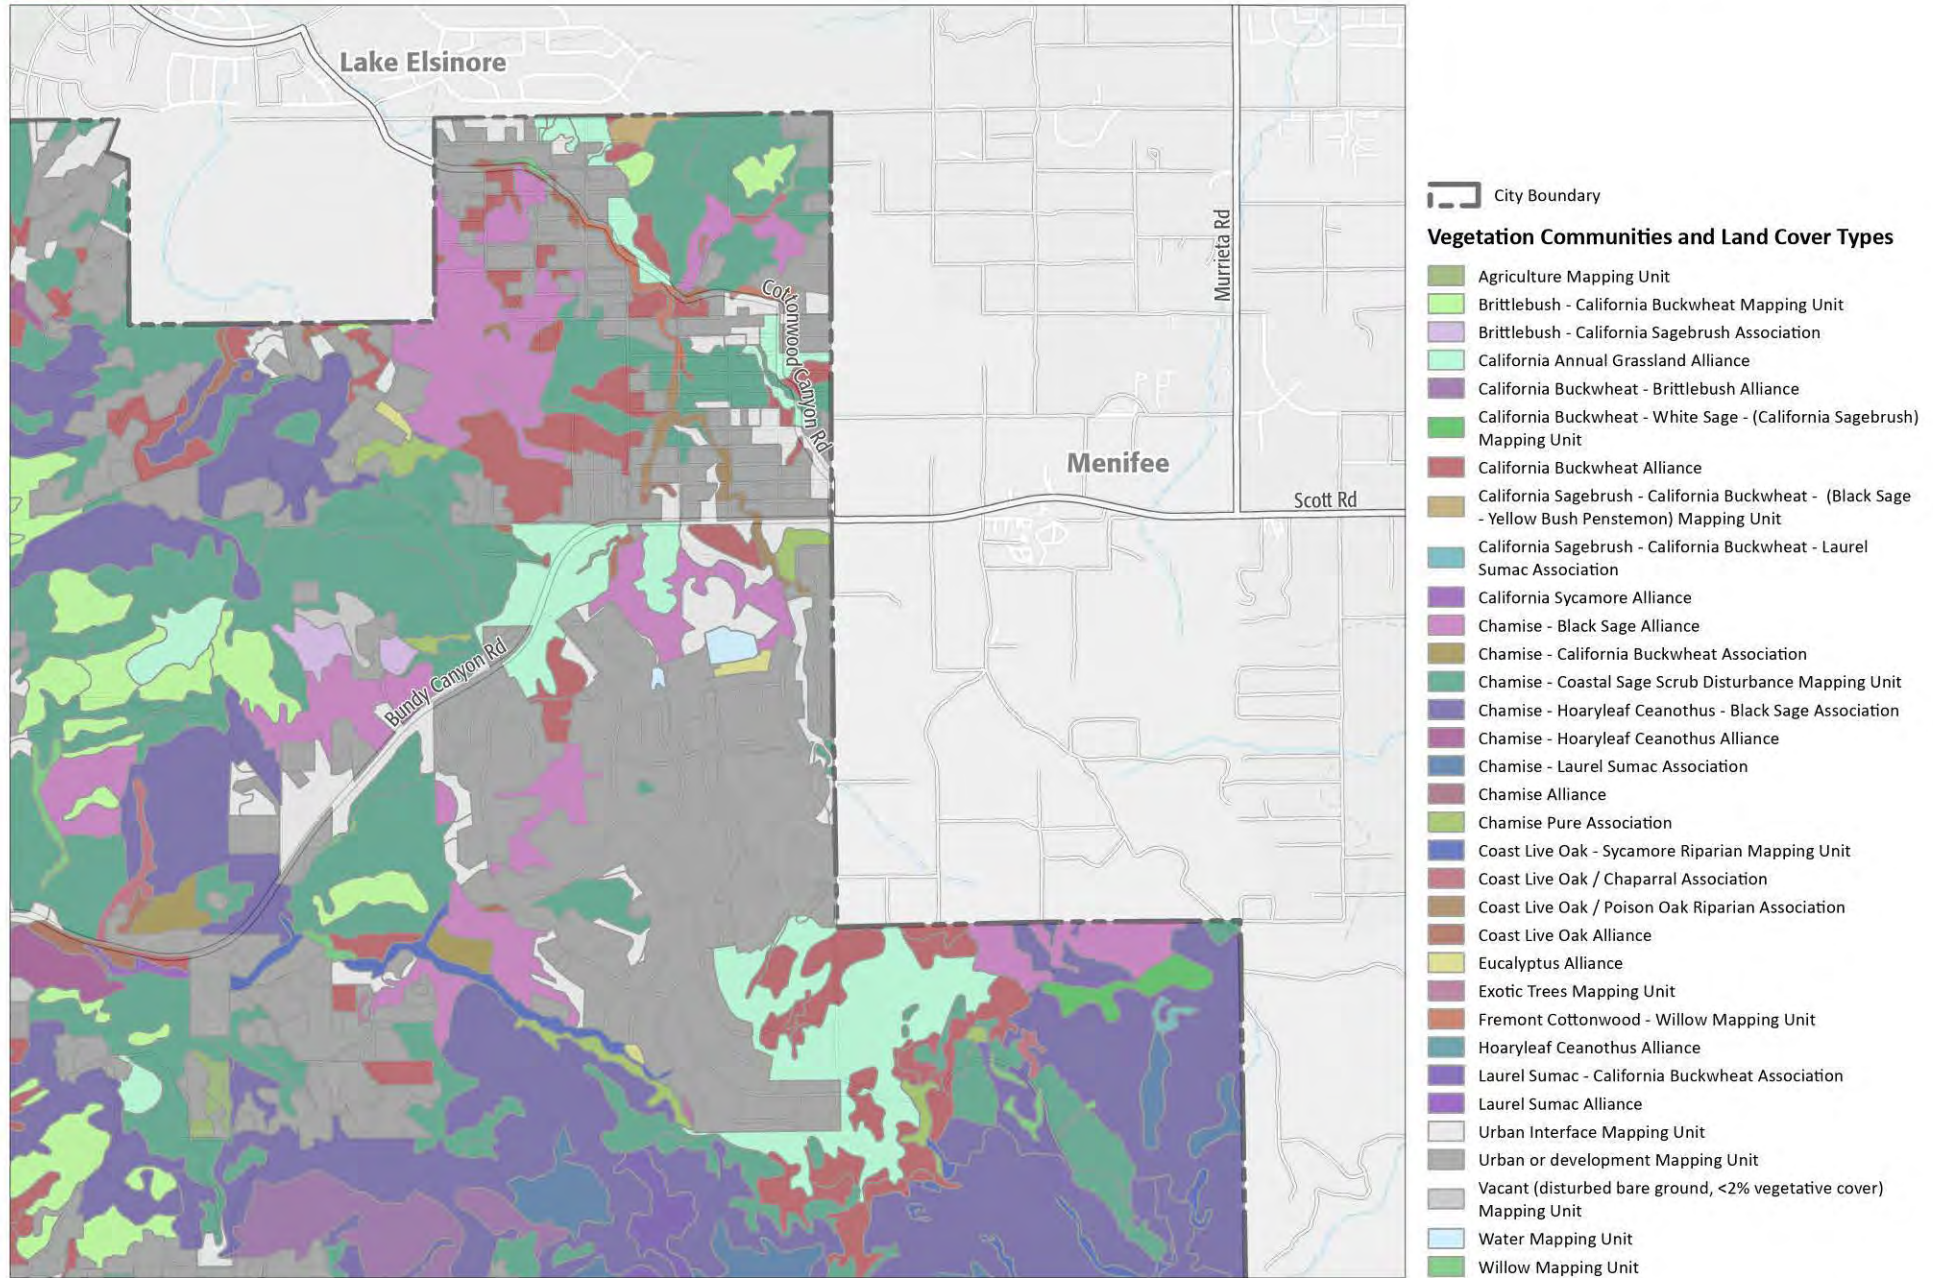 Lake Elsinore
Murrieta Rd
Cottonwood Canyon Rd
Menifee
Scott Rd
Bundy Canyon Rd
City Boundary
Vegetation Communities and Land Cover Types
Agriculture Mapping Unit
Brittlebush - California Buckwheat Mapping Unit
Brittlebush - California Sagebrush Association
California Annual Grassland Alliance
California Buckwheat - Brittlebush Alliance
California Buckwheat - White Sage - (California Sagebrush)
Mapping Unit
California Buckwheat Alliance
California Sagebrush - California Buckwheat - (Black Sage
- Yellow Bush Penstemon) Mapping Unit
California Sagebrush - California Buckwheat - Laurel
Sumac Association
California Sycamore Alliance
Chamise - Black Sage Alliance
Chamise - California Buckwheat Association
Chamise - Coastal Sage Scrub Disturbance Mapping Unit
Chamise - Hoaryleaf Ceanothus - Black Sage Association
Chamise - Hoaryleaf Ceanothus Alliance
Chamise - Laurel Sumac Association
Chamise Alliance
Chamise Pure Association
Coast Live Oak - Sycamore Riparian Mapping Unit
Coast Live Oak / Chaparral Association
Coast Live Oak / Poison Oak Riparian Association
Coast Live Oak Alliance
Eucalyptus Alliance
Exotic Trees Mapping Unit
Fremont Cottonwood - Willow Mapping Unit
Hoaryleaf Ceanothus Alliance
Laurel Sumac - California Buckwheat Association
Laurel Sumac Alliance
Urban Interface Mapping Unit
Urban or development Mapping Unit
Vacant (disturbed bare ground, <2% vegetative cover)
Mapping Unit
Water Mapping Unit
Willow Mapping Unit